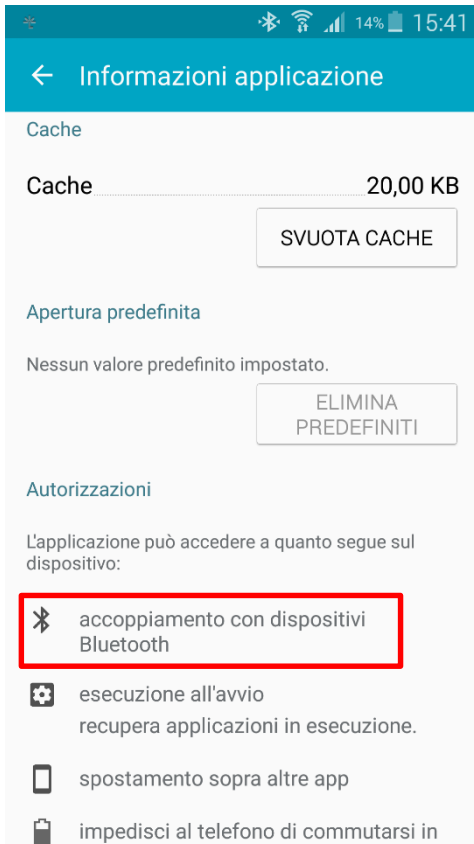 14% 15:41
Informazioni applicazione
Cache
Cache 20,00 KB
SVUOTA CACHE
Apertura predefinita
Nessun valore predefinito impostato.
ELIMINA
PREDEFINITI
Autorizzazioni
L'applicazione può accedere a quanto segue sul
dispositivo:
accoppiamento con dispositivi
Bluetooth
esecuzione all'avvio
recupera applicazioni in esecuzione.
spostamento sopra altre app
impedisci al telefono di commutarsi in